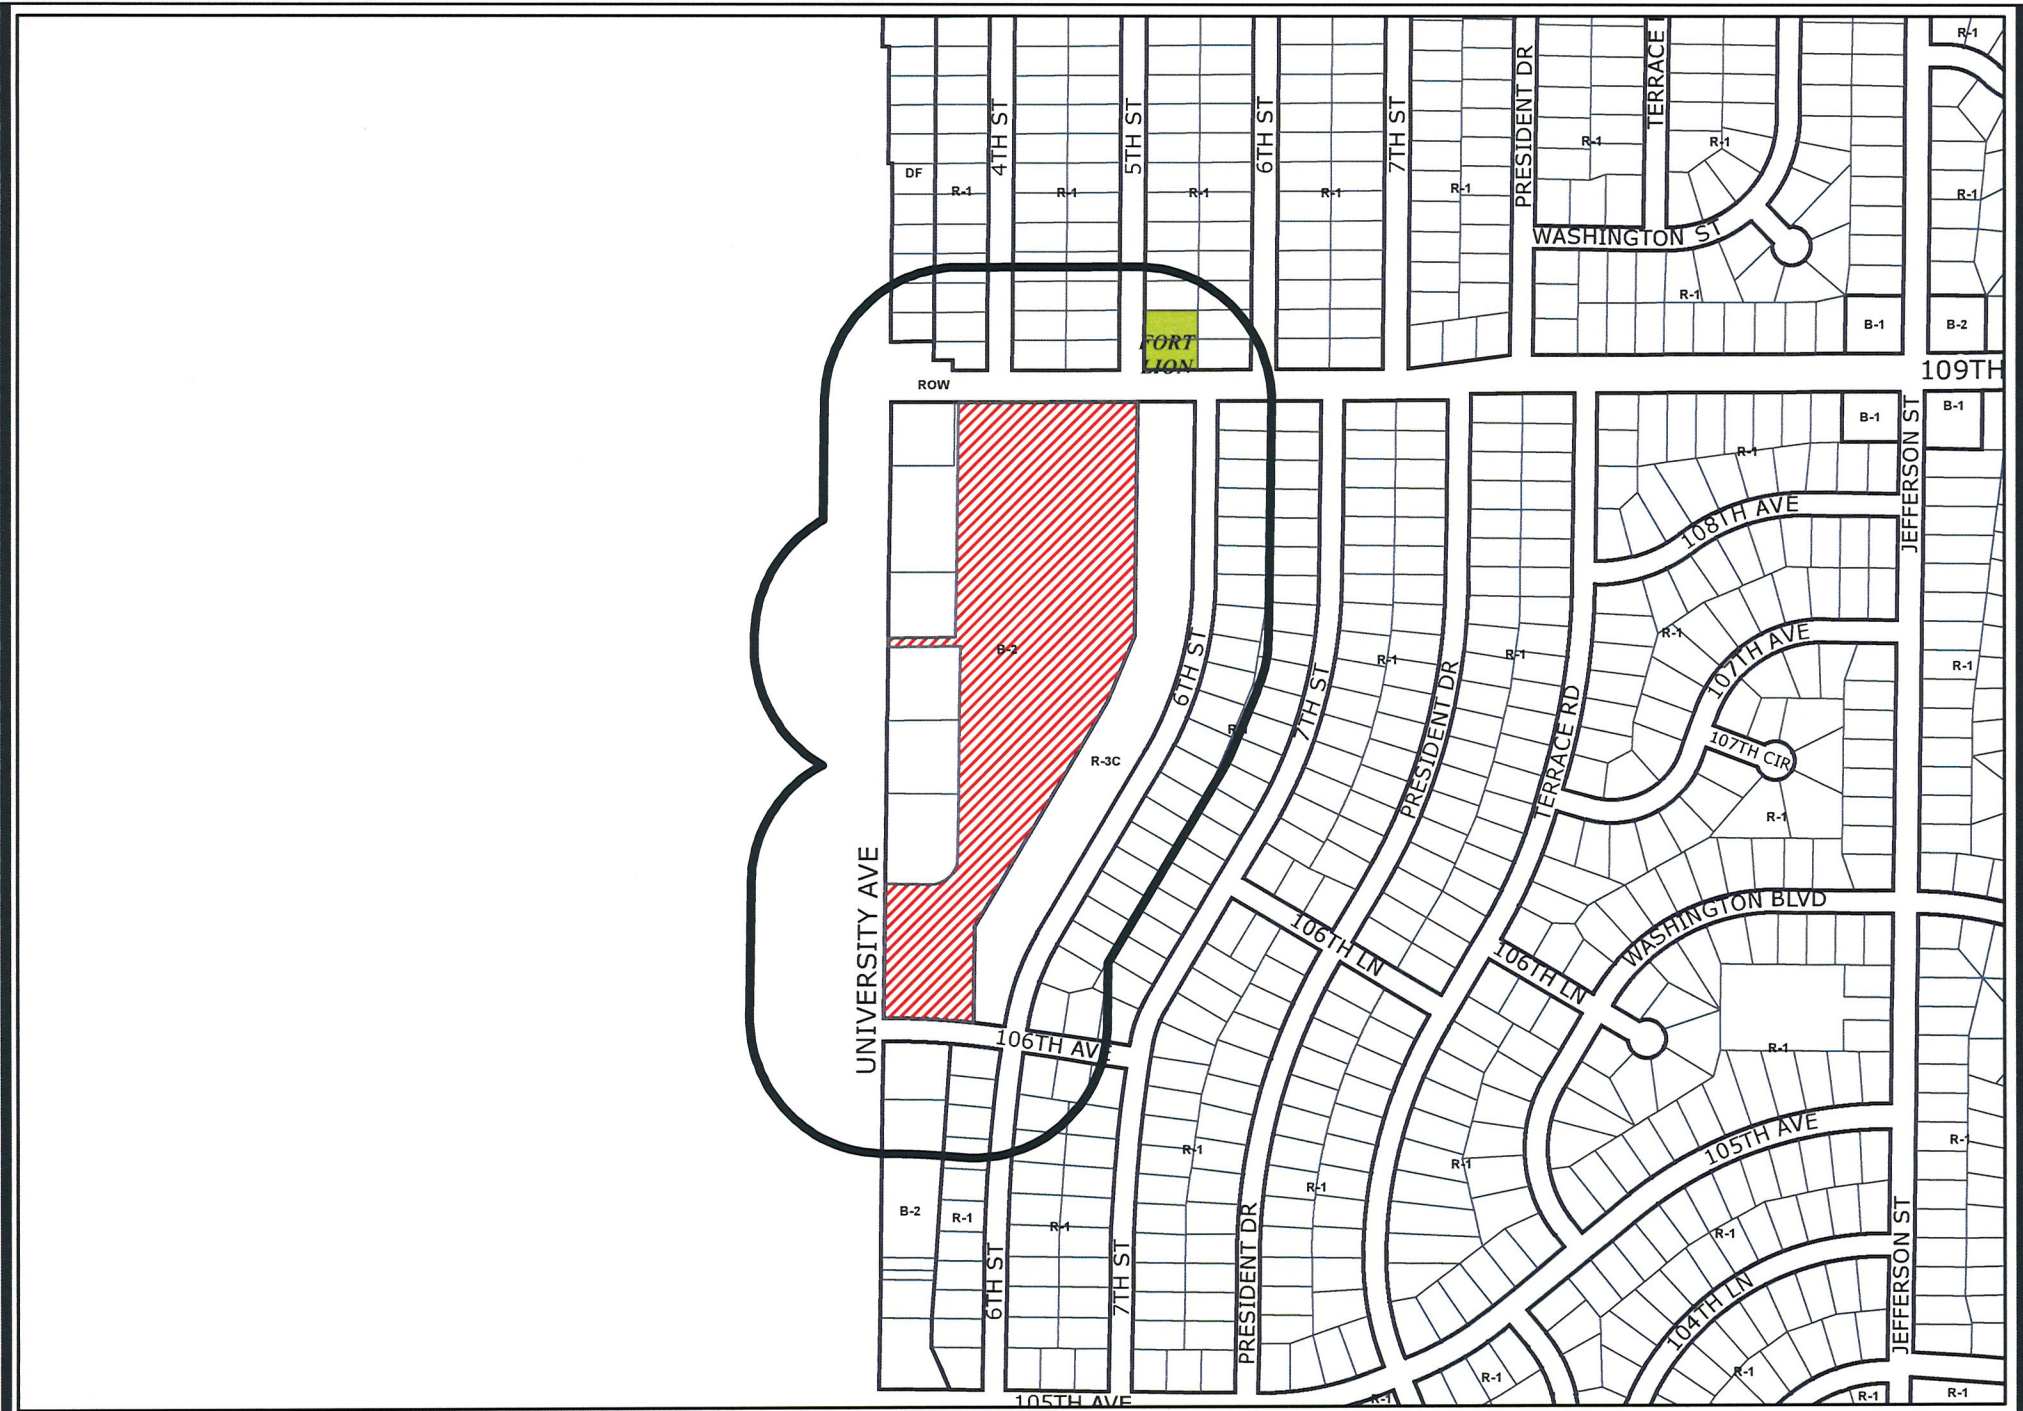 R-1
4TH ST
5TH ST
6TH ST
7TH ST
PRESIDENT DR
TERRACE
R-1
R-1
DF
R-1
R-1
R-1
R-1
R-1
R-1
WASHINGTON ST
R-1
B-1
B-2
FORT
LION
ROW
109TH
B-1
B-1
JEFFERSON ST
R-1
108TH AVE
6TH ST
B-2
R-1
R-1
R-1
107TH AVE
R-1
7TH ST
PRESIDENT DR
TERRACE RD
R-1
R-3C
107TH CIR
R-1
UNIVERSITY AVE
WASHINGTON BLVD
106TH LN
106TH LN
106TH AVE
R-1
105TH AVE
R-1
R-1
R-1
R-1
B-2
R-1
R-1
R-1
6TH ST
7TH ST
PRESIDENT DR
JEFFERSON ST
104TH LN
R-1
R-1
R-1
R-1
R-1
105TH AVE